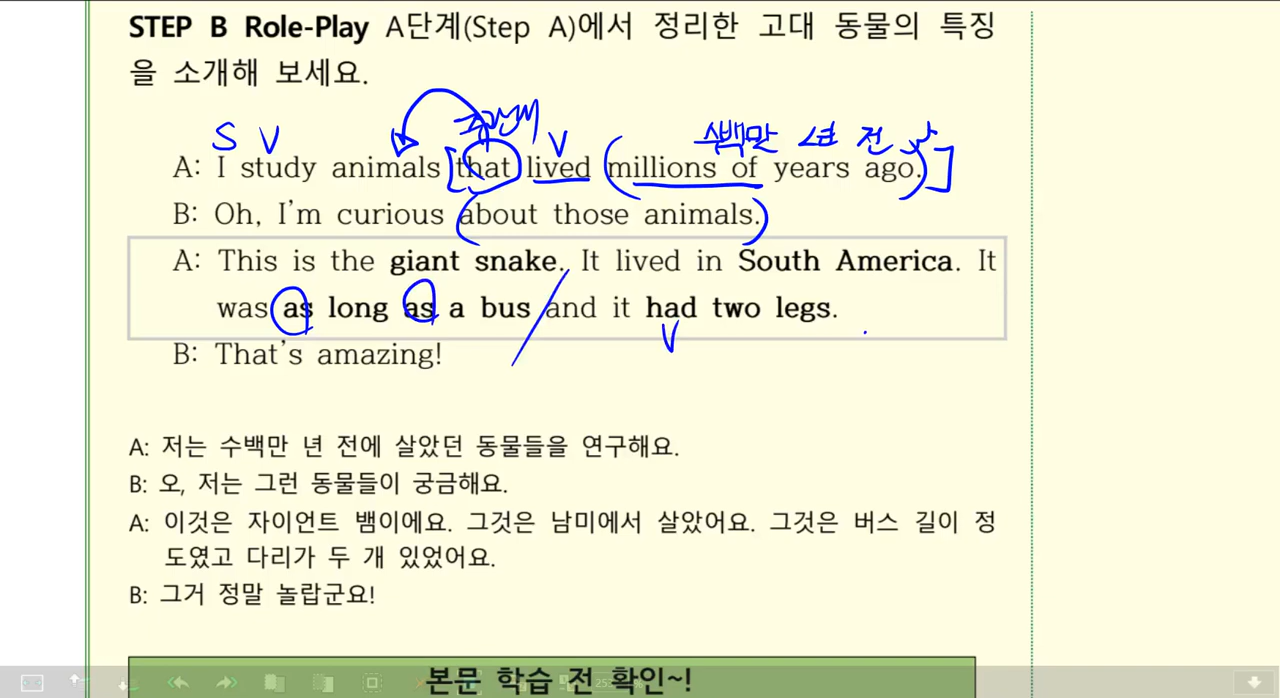 STEP B Role-Play A단계(Step A)에서 정리한 고대 동물의 특징
을 소개해 보세요.
S V 주관대 V 수백만 년 전
A: I study animals [that lived (millions of years ago.)]
B: Oh, I'm curious (about those animals.)
A: This is the giant snake. It lived in South America. It
was as long as a bus / and it had two legs.
V
B: That's amazing!
A: 저는 수백만 년 전에 살았던 동물들을 연구해요.
B: 오, 저는 그런 동물들이 궁금해요.
A: 이것은 자이언트 뱀이에요. 그것은 남미에서 살았어요. 그것은 버스 길이 정
도였고 다리가 두 개 있었어요.
B: 그거 정말 놀랍군요!
본문 학습 전 확인~!